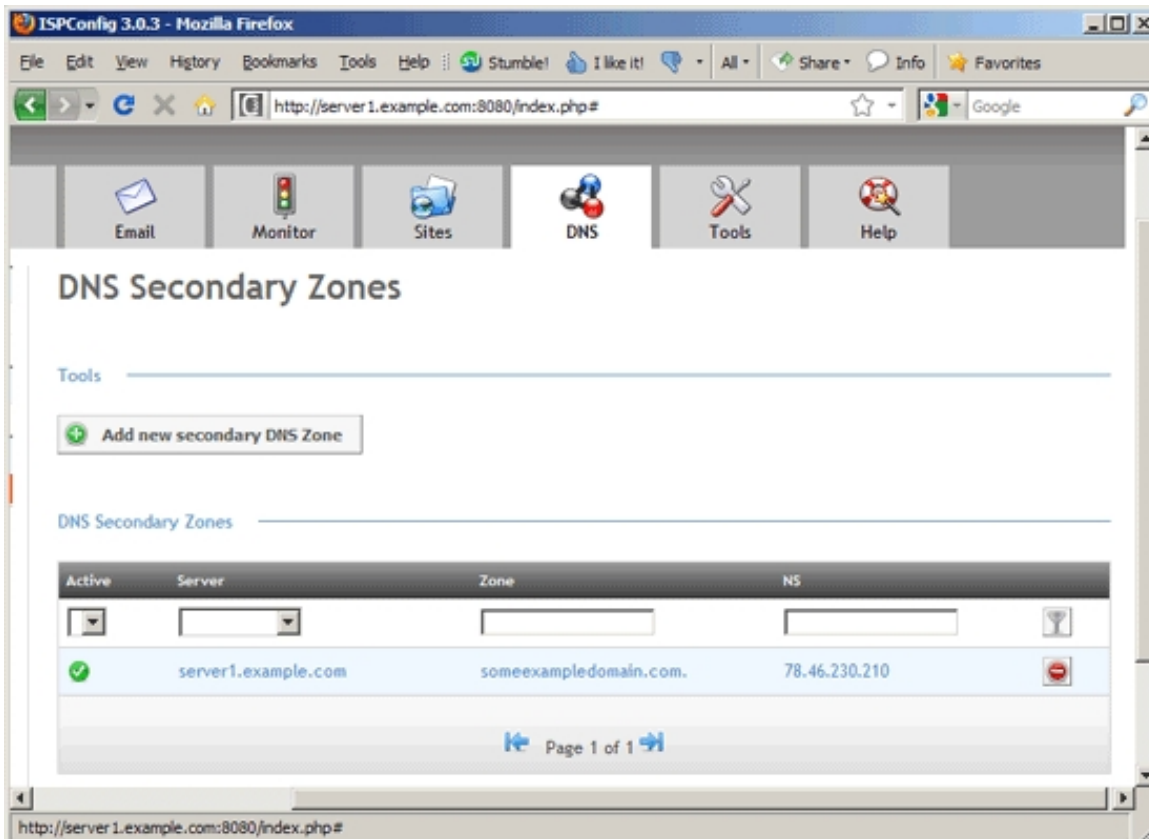 ISPConfig 3.0.3 - Mozilla Firefox
File Edit View History Bookmarks Tools Help Stumble! I like it! All Share Info Favorites
http://server1.example.com:8080/index.php# Google
Email Monitor Sites DNS Tools Help
DNS Secondary Zones
Tools
Add new secondary DNS Zone
DNS Secondary Zones
Active Server Zone NS
server1.example.com someexampledomain.com. 78.46.230.210
Page 1 of 1
http://server1.example.com:8080/index.php#